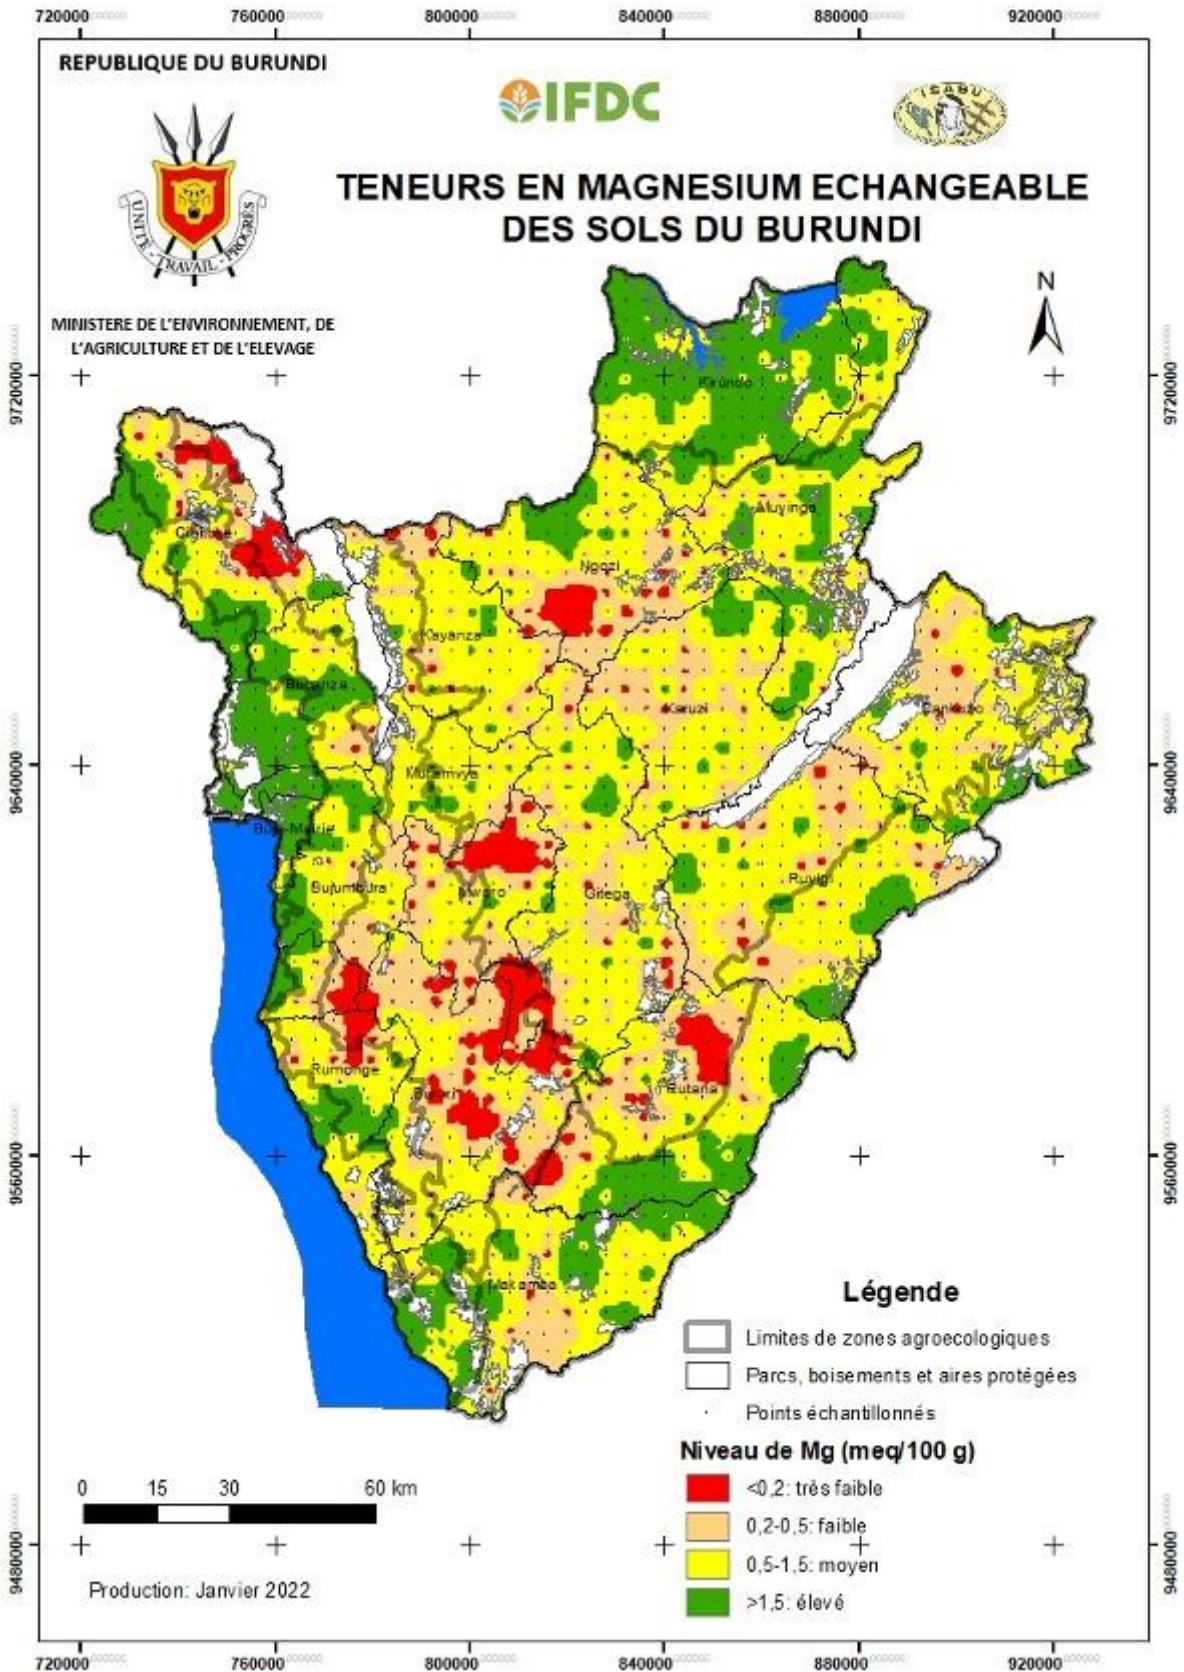 720000
760000
800000
840000
880000
920000
REPUBLIQUE DU BURUNDI
IFDC
ISABU
UNITE - TRAVAIL - PROGRES
TENEURS EN MAGNESIUM ECHANGEABLE
DES SOLS DU BURUNDI
MINISTERE DE L'ENVIRONNEMENT, DE
L'AGRICULTURE ET DE L'ELEVAGE
N
9720000
9720000
Kirundo
Muyinga
Cibitoke
Ngozi
Kayanza
Bubanza
Karuzi
Cankuzo
9640000
9640000
Muramvya
Buja-Mairie
Bujumbura
Mwaro
Gitega
Ruyigi
Rumonge
Bururi
Rutana
9560000
9560000
Makamba
Légende
Limites de zones agroecologiques
Parcs, boisements et aires protégées
Points échantillonnés
Niveau de Mg (meq/100 g)
<0,2: très faible
0,2-0,5: faible
0,5-1,5: moyen
>1,5: élevé
0 15 30 60 km
9480000
9480000
Production: Janvier 2022
720000
760000
800000
840000
880000
920000